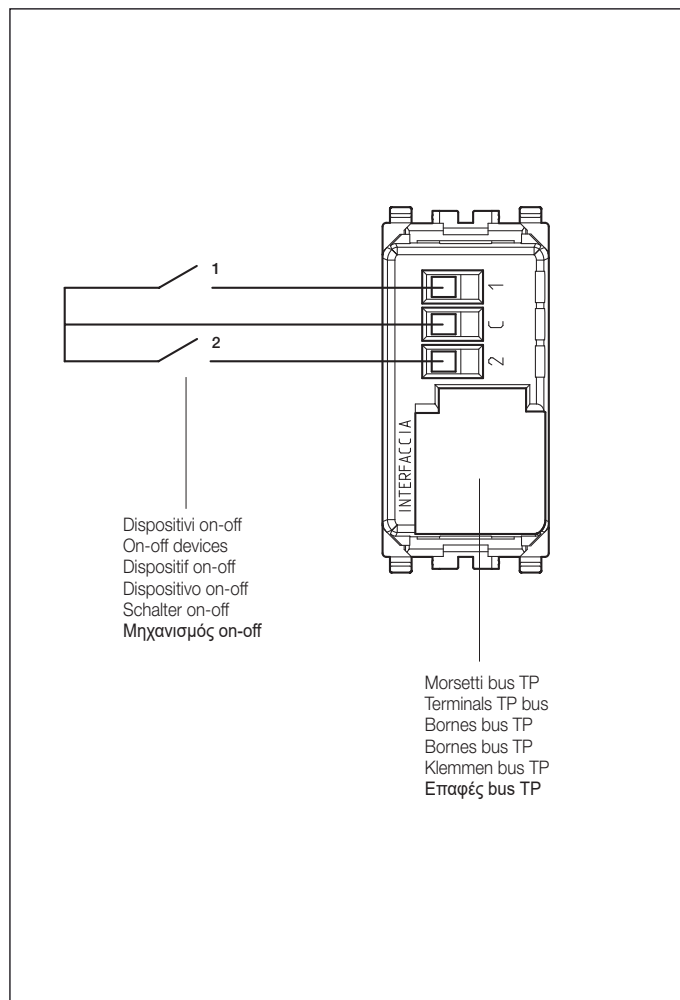 1
2
1
C
2
INTERFACCIA
Dispositivi on-off
On-off devices
Dispositif on-off
Dispositivo on-off
Schalter on-off
Μηχανισμός on-off
Morsetti bus TP
Terminals TP bus
Bornes bus TP
Bornes bus TP
Klemmen bus TP
Επαφές bus TP